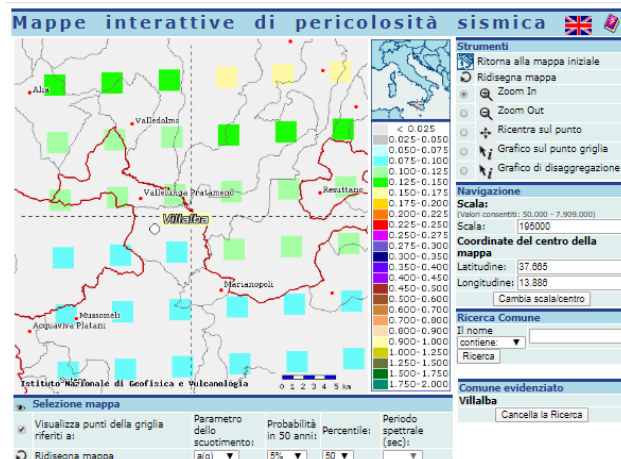 Mappe interattive di pericolosità sismica
Alia
Valledolmo
Vallelunga Pratameno
Resuttano
Villalba
Marianopoli
Mussomeli
Acquaviva Platani
Istituto Nazionale di Geofisica e Vulcanologia
0 1 2 3 4 5 km
< 0.025
0.025-0.050
0.050-0.075
0.075-0.100
0.100-0.125
0.125-0.150
0.150-0.175
0.175-0.200
0.200-0.225
0.225-0.250
0.250-0.275
0.275-0.300
0.300-0.350
0.350-0.400
0.400-0.450
0.450-0.500
0.500-0.600
0.600-0.700
0.700-0.800
0.800-0.900
0.900-1.000
1.000-1.250
1.250-1.500
1.500-1.750
1.750-2.000
Strumenti
Ritorna alla mappa iniziale
Ridisegna mappa
Zoom In
Zoom Out
Ricentra sul punto
Grafico sul punto griglia
Grafico di disaggregazione
Navigazione
Scala:
(Valori consentiti: 50.000 - 7.909.000)
Scala: 195000
Coordinate del centro della
mappa
Latitudine: 37.665
Longitudine: 13.886
Cambia scala/centro
Ricerca Comune
Il nome
contiene:
Ricerca
Comune evidenziato
Villalba
Cancella la Ricerca
Selezione mappa
Visualizza punti della griglia
riferiti a:
Parametro
dello
scuotimento:
Probabilità
in 50 anni:
Percentile:
Periodo
spettrale
(sec):
Ridisegna mappa
a(g) 5% 50